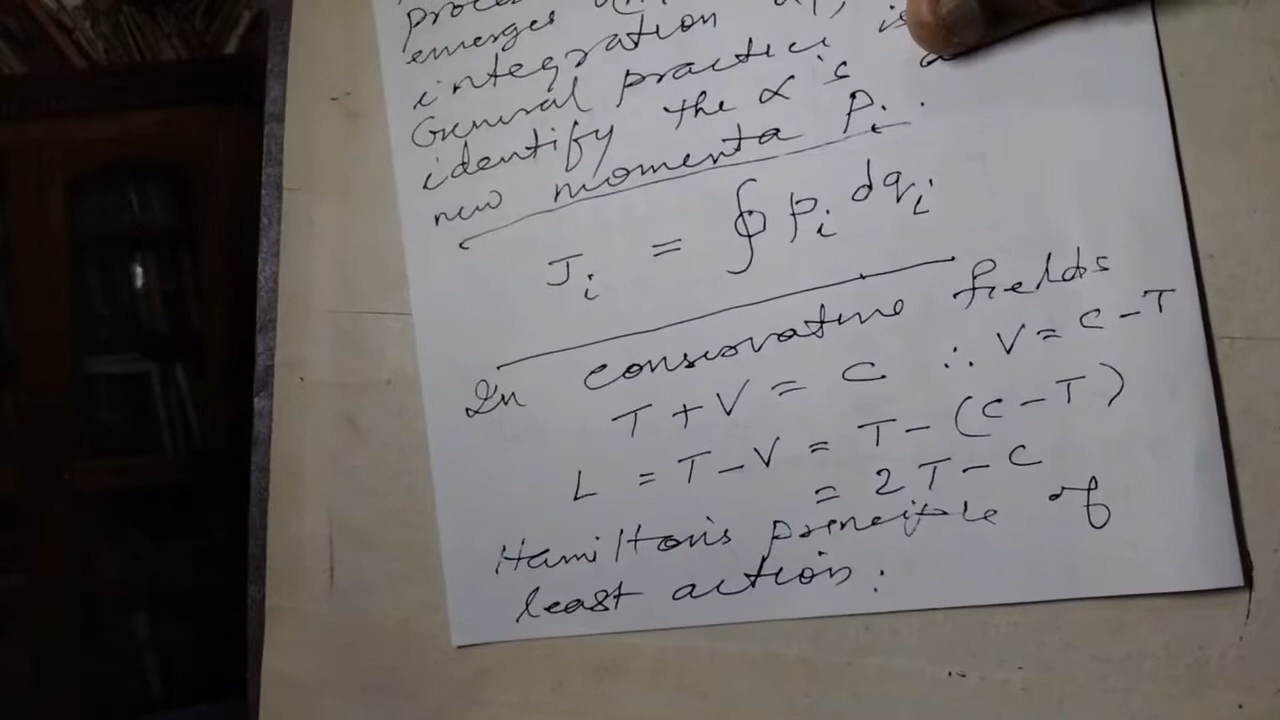 emerges
integration
General practice is
identify the α's a
new momenta Pi.
Ji = ∮ pi dqi
In conservative fields
T + V = C ∴ V = C - T
L = T - V = T - (C - T)
= 2T - C
Hamilton's principle of
least action: